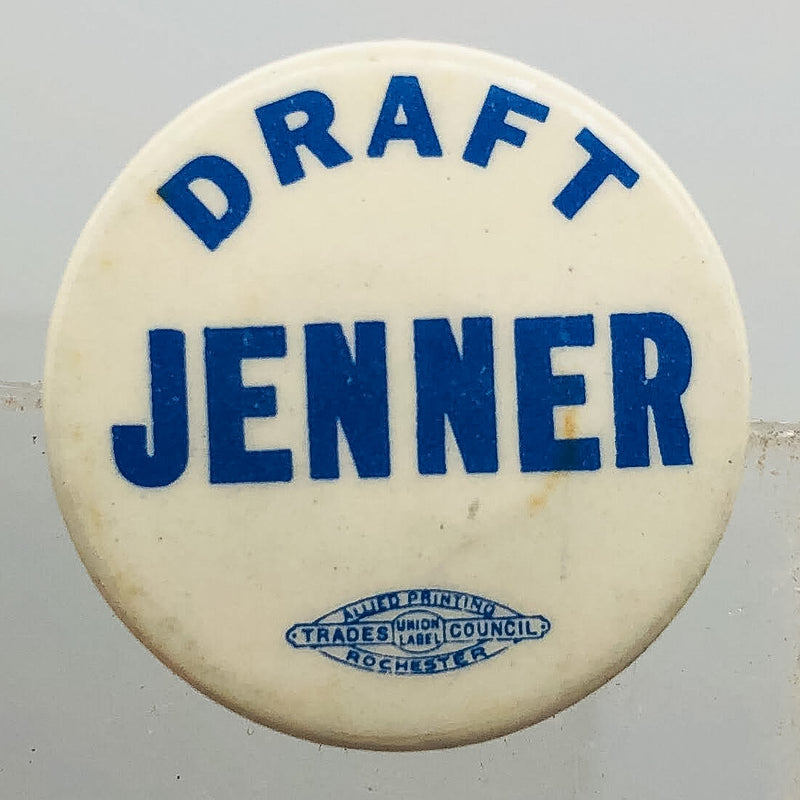 DRAFT
JENNER
ALLIED PRINTING
TRADES UNION LABEL COUNCIL
ROCHESTER